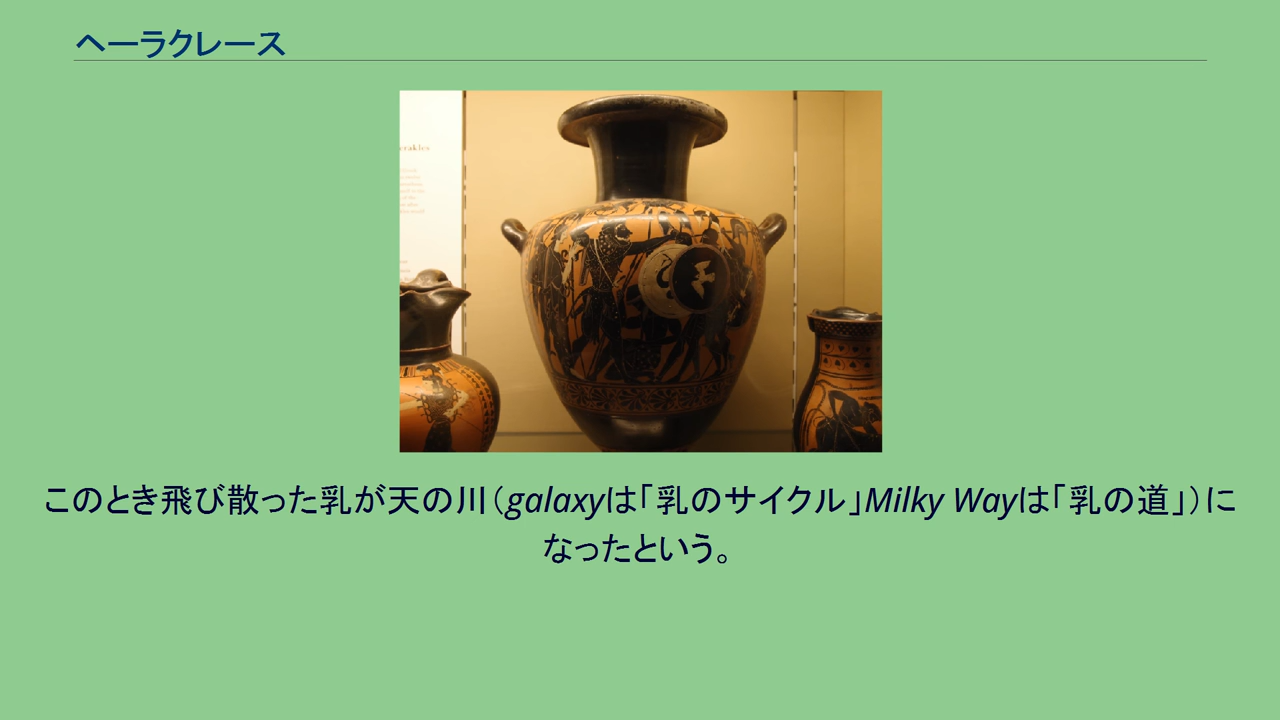 ヘーラクレース
erakles
このとき飛び散った乳が天の川（galaxyは「乳のサイクル」Milky Wayは「乳の道」）に
なったという。